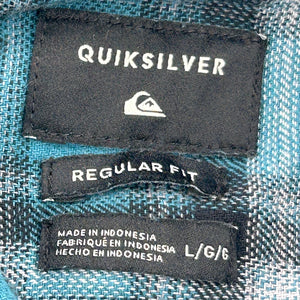 QUIKSILVER
REGULAR FIT
MADE IN INDONESIA
FABRIQUÉ EN INDONESIA
HECHO EN INDONESIA
L/G/G